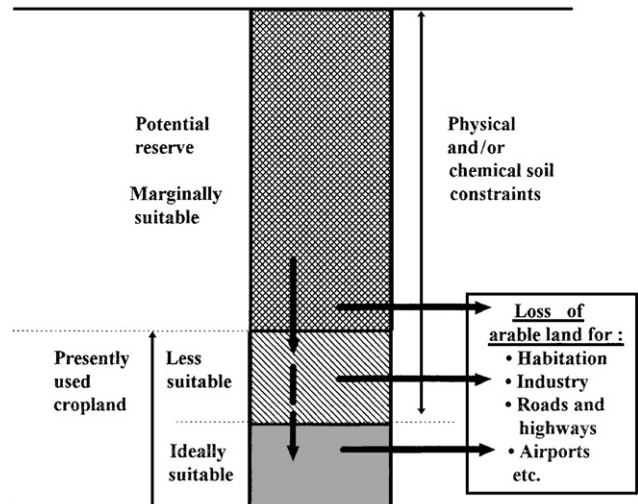 Potential
reserve
Marginally
suitable
Physical
and/or
chemical soil
constraints
Presently
used
cropland
Less
suitable
Ideally
suitable
Loss of
arable land for :
• Habitation
• Industry
• Roads and
highways
• Airports
etc.